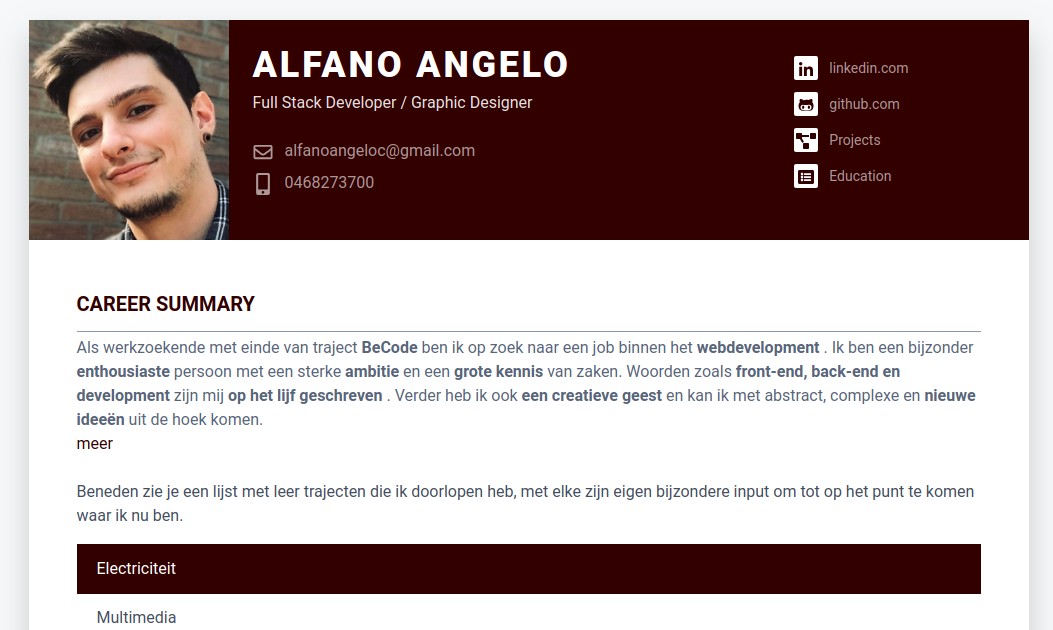 ALFANO ANGELO
Full Stack Developer / Graphic Designer
alfanoangeloc@gmail.com
0468273700
linkedin.com
github.com
Projects
Education
CAREER SUMMARY
Als werkzoekende met einde van traject BeCode ben ik op zoek naar een job binnen het webdevelopment . Ik ben een bijzonder
enthousiaste persoon met een sterke ambitie en een grote kennis van zaken. Woorden zoals front-end, back-end en
development zijn mij op het lijf geschreven . Verder heb ik ook een creatieve geest en kan ik met abstract, complexe en nieuwe
ideeën uit de hoek komen.
meer
Beneden zie je een lijst met leer trajecten die ik doorlopen heb, met elke zijn eigen bijzondere input om tot op het punt te komen
waar ik nu ben.
Electriciteit
Multimedia